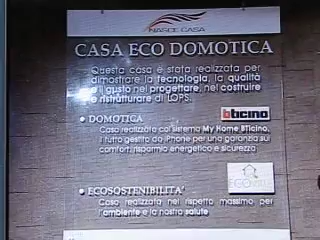 NASCE CASA
CASA ECO DOMOTICA
Questa casa è stata realizzata per
dimostrare la tecnologia, la qualità
e il gusto nel progettare, nel costruire
e ristrutturare di LOPS.
bticino
• DOMOTICA
Casa realizzata col sistema My Home BTicino,
il tutto gestito da iPhone per una garanzia sul
comfort, risparmio energetico e sicurezza
• ECOSOSTENIBILITA'
Casa realizzata nel rispetto massimo per
l'ambiente e la nostra salute